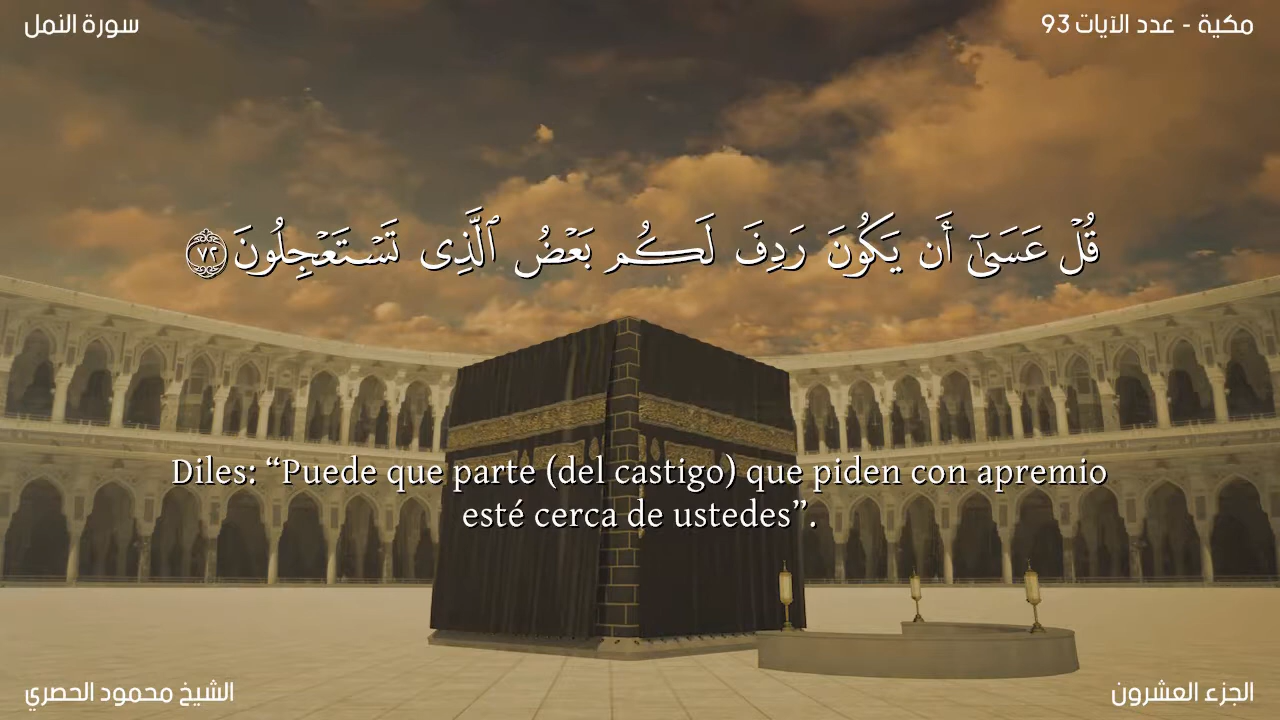 سورة النمل
مكية - عدد الآيات 93
قُلْ عَسَىٰٓ أَن يَكُونَ رَدِفَ لَكُم بَعْضُ ٱلَّذِى تَسْتَعْجِلُونَ ٧٢
Diles: “Puede que parte (del castigo) que piden con apremio
esté cerca de ustedes”.
الشيخ محمود الحصري
الجزء العشرون